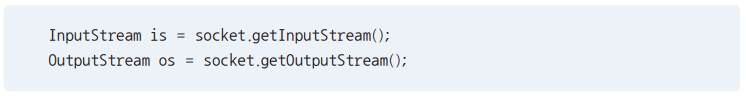 InputStream is = socket.getInputStream();
OutputStream os = socket.getOutputStream();